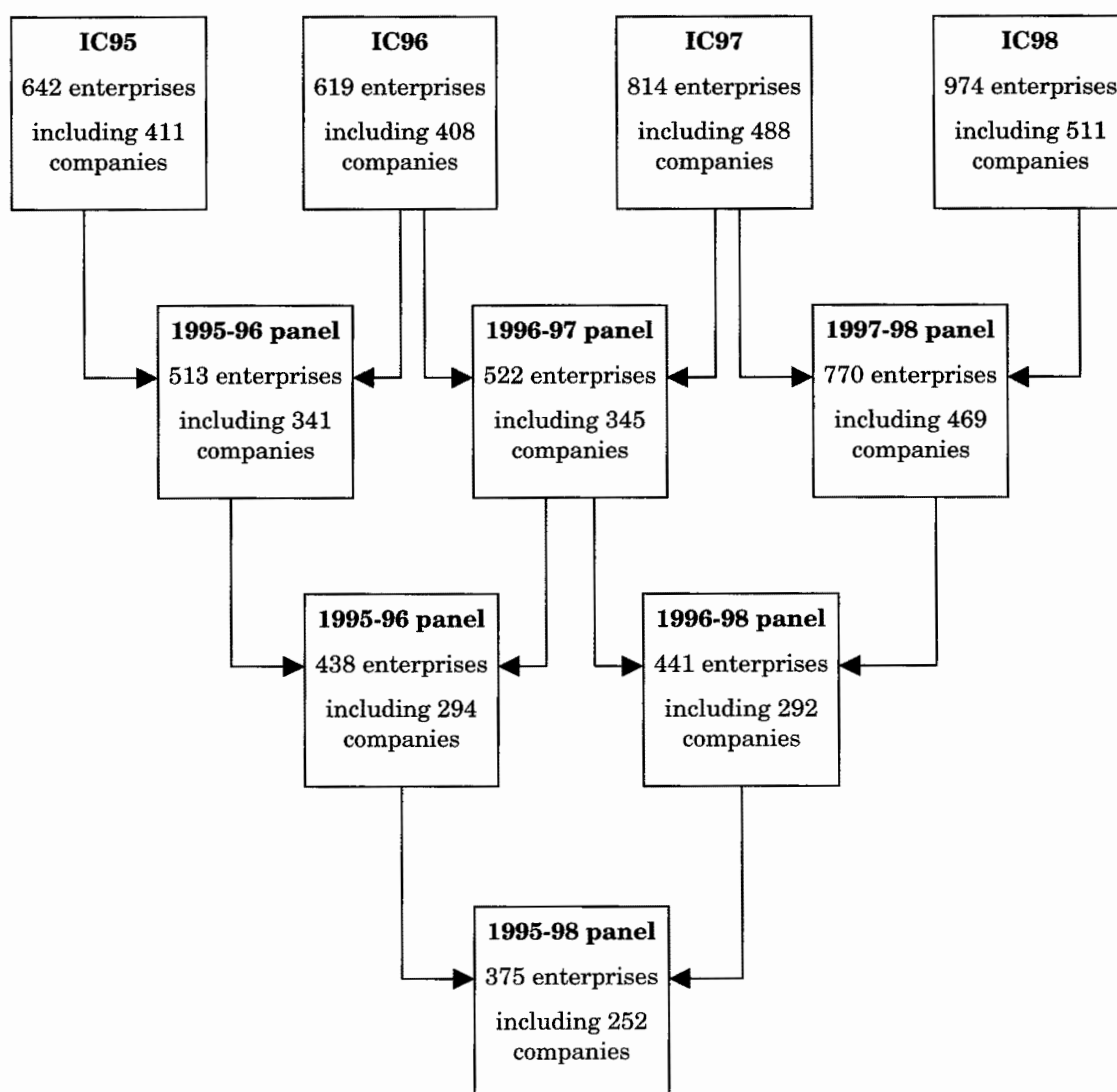 IC95
642 enterprises
including 411
companies
IC96
619 enterprises
including 408
companies
IC97
814 enterprises
including 488
companies
IC98
974 enterprises
including 511
companies
1995-96 panel
513 enterprises
including 341
companies
1996-97 panel
522 enterprises
including 345
companies
1997-98 panel
770 enterprises
including 469
companies
1995-96 panel
438 enterprises
including 294
companies
1996-98 panel
441 enterprises
including 292
companies
1995-98 panel
375 enterprises
including 252
companies